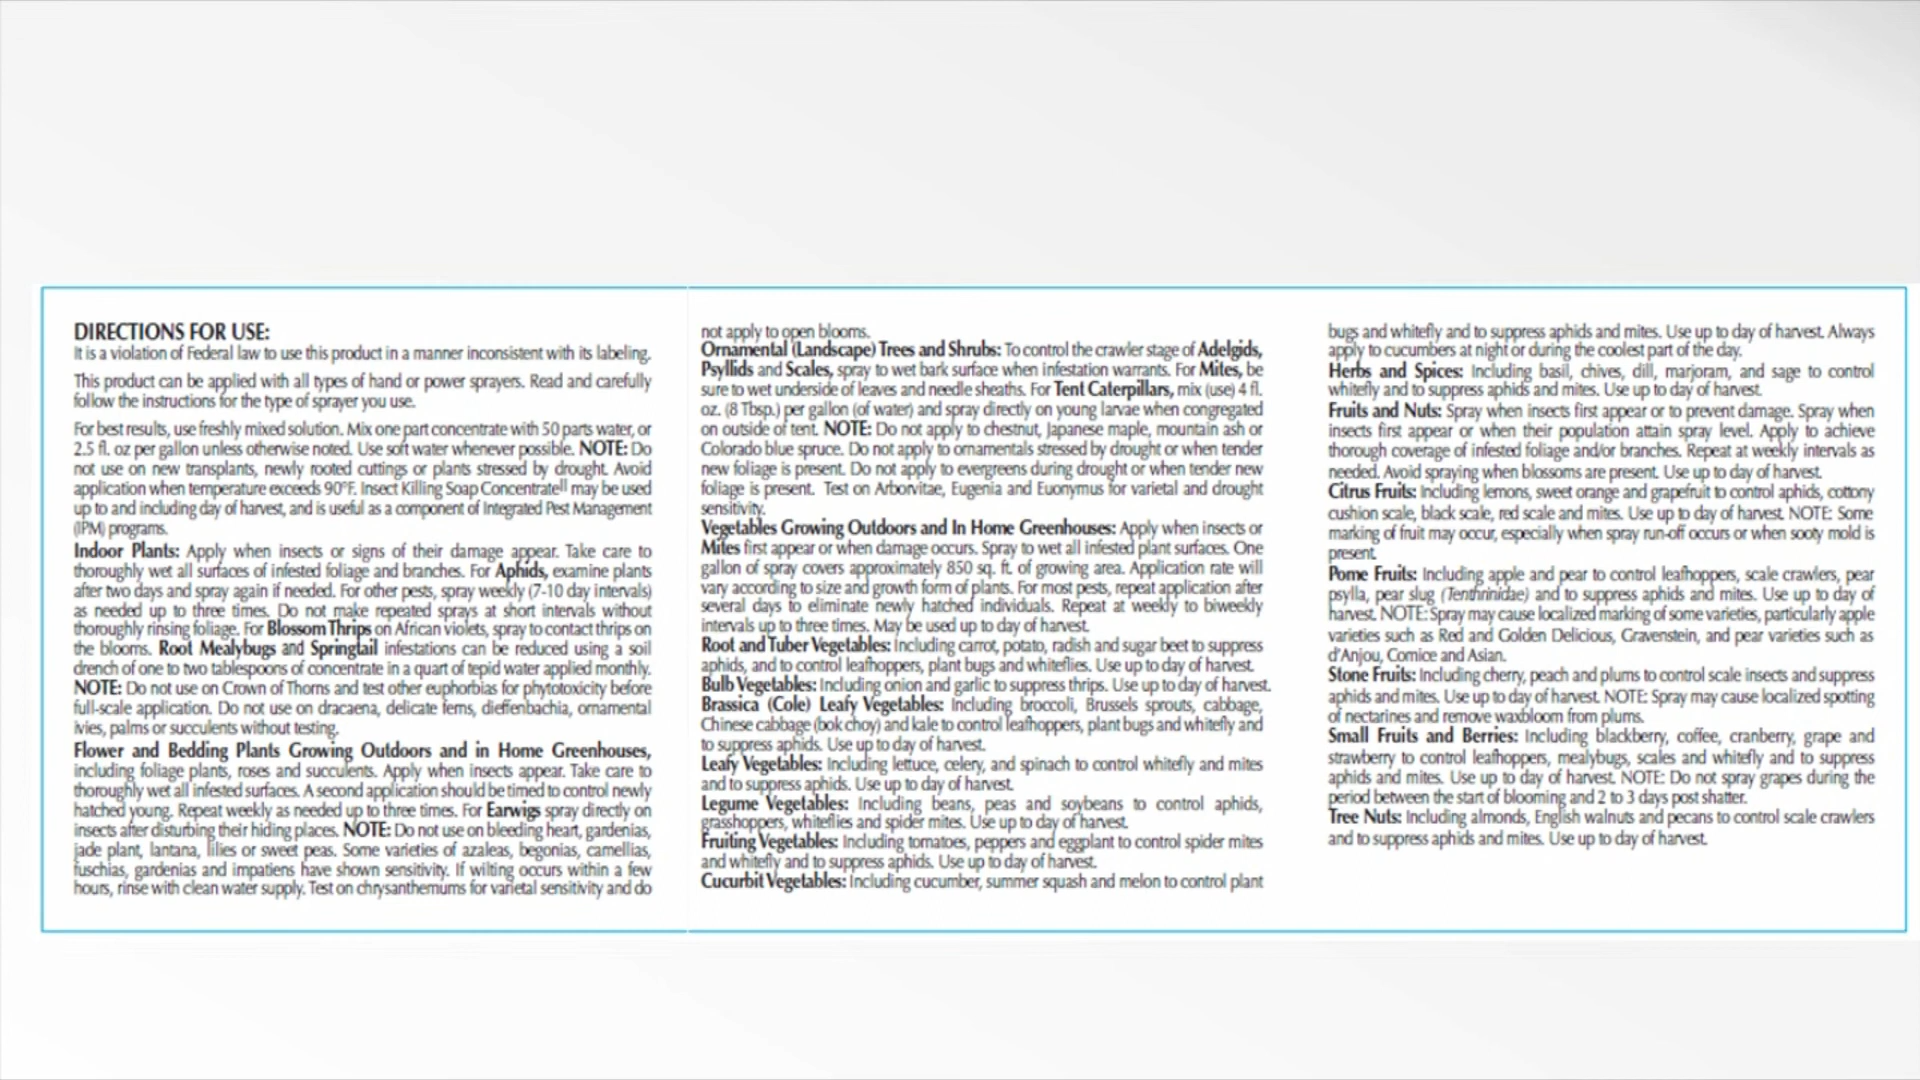 DIRECTIONS FOR USE:
It is a violation of Federal law to use this product in a manner inconsistent with its labeling.
This product can be applied with all types of hand or power sprayers. Read and carefully
follow the instructions for the type of sprayer you use.
For best results, use freshly mixed solution. Mix one part concentrate with 50 parts water, or
2.5 fl. oz per gallon unless otherwise noted. Use soft water whenever possible. NOTE: Do
not use on new transplants, newly rooted cuttings or plants stressed by drought. Avoid
application when temperature exceeds 90°F. Insect Killing Soap Concentrate II may be used
up to and including day of harvest, and is useful as a component of Integrated Pest Management
(IPM) programs.
Indoor Plants: Apply when insects or signs of their damage appear. Take care to
thoroughly wet all surfaces of infested foliage and branches. For Aphids, examine plants
after two days and spray again if needed. For other pests, spray weekly (7-10 day intervals)
as needed up to three times. Do not make repeated sprays at short intervals without
thoroughly rinsing foliage. For Blossom Thrips on African violets, spray to contact thrips on
the blooms. Root Mealybugs and Springtail infestations can be reduced using a soil
drench of one to two tablespoons of concentrate in a quart of tepid water applied monthly.
NOTE: Do not use on Crown of Thorns and test other euphorbias for phytotoxicity before
full-scale application. Do not use on dracaena, delicate ferns, dieffenbachia, ornamental
ivies, palms or succulents without testing.
Flower and Bedding Plants Growing Outdoors and in Home Greenhouses,
including foliage plants, roses and succulents. Apply when insects appear. Take care to
thoroughly wet all infested surfaces. A second application should be timed to control newly
hatched young. Repeat weekly as needed up to three times. For Earwigs spray directly on
insects after disturbing their hiding places. NOTE: Do not use on bleeding heart, gardenias,
jade plant, lantana, lilies or sweet peas. Some varieties of azaleas, begonias, camellias,
fuschias, gardenias and impatiens have shown sensitivity. If wilting occurs within a few
hours, rinse with clean water supply. Test on chrysanthemums for varietal sensitivity and do
not apply to open blooms.
Ornamental (Landscape) Trees and Shrubs: To control the crawler stage of Adelgids,
Psyllids and Scales, spray to wet bark surface when infestation warrants. For Mites, be
sure to wet underside of leaves and needle sheaths. For Tent Caterpillars, mix (use) 4 fl.
oz. (8 Tbsp.) per gallon (of water) and spray directly on young larvae when congregated
on outside of tent. NOTE: Do not apply to chestnut, Japanese maple, mountain ash or
Colorado blue spruce. Do not apply to ornamentals stressed by drought or when tender
new foliage is present. Do not apply to evergreens during drought or when tender new
foliage is present. Test on Arborvitae, Eugenia and Euonymus for varietal and drought
sensitivity.
Vegetables Growing Outdoors and In Home Greenhouses: Apply when insects or
Mites first appear or when damage occurs. Spray to wet all infested plant surfaces. One
gallon of spray covers approximately 850 sq. ft. of growing area. Application rate will
vary according to size and growth form of plants. For most pests, repeat application after
several days to eliminate newly hatched individuals. Repeat at weekly to biweekly
intervals up to three times. May be used up to day of harvest.
Root and Tuber Vegetables: Including carrot, potato, radish and sugar beet to suppress
aphids, and to control leafhoppers, plant bugs and whiteflies. Use up to day of harvest.
Bulb Vegetables: Including onion and garlic to suppress thrips. Use up to day of harvest.
Brassica (Cole) Leafy Vegetables: Including broccoli, Brussels sprouts, cabbage,
Chinese cabbage (bok choy) and kale to control leafhoppers, plant bugs and whitefly and
to suppress aphids. Use up to day of harvest.
Leafy Vegetables: Including lettuce, celery, and spinach to control whitefly and mites
and to suppress aphids. Use up to day of harvest.
Legume Vegetables: Including beans, peas and soybeans to control aphids,
grasshoppers, whiteflies and spider mites. Use up to day of harvest.
Fruiting Vegetables: Including tomatoes, peppers and eggplant to control spider mites
and whitefly and to suppress aphids. Use up to day of harvest.
Cucurbit Vegetables: Including cucumber, summer squash and melon to control plant
bugs and whitefly and to suppress aphids and mites. Use up to day of harvest. Always
apply to cucumbers at night or during the coolest part of the day.
Herbs and Spices: Including basil, chives, dill, marjoram, and sage to control
whitefly and to suppress aphids and mites. Use up to day of harvest.
Fruits and Nuts: Spray when insects first appear or to prevent damage. Spray when
insects first appear or when their population attain spray level. Apply to achieve
thorough coverage of infested foliage and/or branches. Repeat at weekly intervals as
needed. Avoid spraying when blossoms are present. Use up to day of harvest.
Citrus Fruits: Including lemons, sweet orange and grapefruit to control aphids, cottony
cushion scale, black scale, red scale and mites. Use up to day of harvest. NOTE: Some
marking of fruit may occur, especially when spray run-off occurs or when sooty mold is
present.
Pome Fruits: Including apple and pear to control leafhoppers, scale crawlers, pear
psylla, pear slug (Tenthrinidae) and to suppress aphids and mites. Use up to day of
harvest. NOTE: Spray may cause localized marking of some varieties, particularly apple
varieties such as Red and Golden Delicious, Gravenstein, and pear varieties such as
d'Anjou, Comice and Asian.
Stone Fruits: Including cherry, peach and plums to control scale insects and suppress
aphids and mites. Use up to day of harvest. NOTE: Spray may cause localized spotting
of nectarines and remove waxbloom from plums.
Small Fruits and Berries: Including blackberry, coffee, cranberry, grape and
strawberry to control leafhoppers, mealybugs, scales and whitefly and to suppress
aphids and mites. Use up to day of harvest. NOTE: Do not spray grapes during the
period between the start of blooming and 2 to 3 days post shatter.
Tree Nuts: Including almonds, English walnuts and pecans to control scale crawlers
and to suppress aphids and mites. Use up to day of harvest.